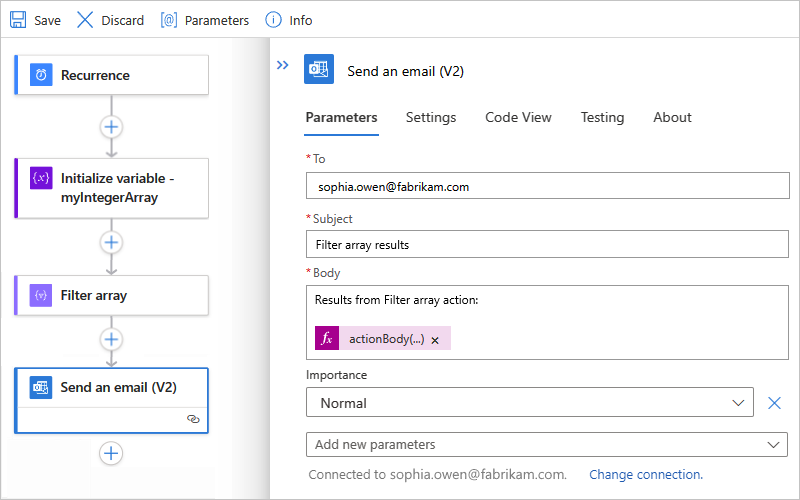 Save Discard [@] Parameters Info
Recurrence
{x} Initialize variable -
myIntegerArray
{v} Filter array
Send an email (V2)
Send an email (V2)
Parameters Settings Code View Testing About
* To
sophia.owen@fabrikam.com
* Subject
Filter array results
* Body
Results from Filter array action:
fx actionBody(...) ×
Importance
Normal
Add new parameters
Connected to sophia.owen@fabrikam.com. Change connection.